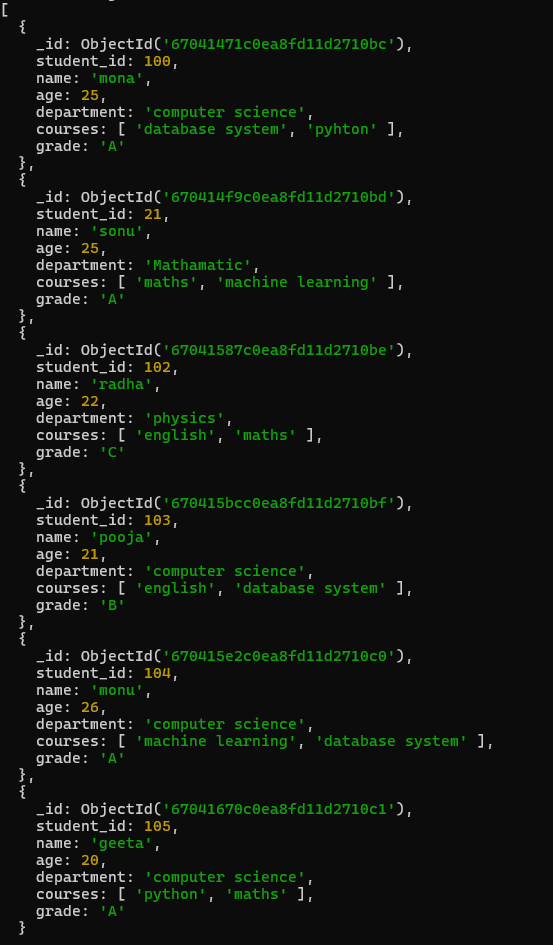 [
  {
    _id: ObjectId('67041471c0ea8fd11d2710bc'),
    student_id: 100,
    name: 'mona',
    age: 25,
    department: 'computer science',
    courses: [ 'database system', 'pyhton' ],
    grade: 'A'
  },
  {
    _id: ObjectId('670414f9c0ea8fd11d2710bd'),
    student_id: 21,
    name: 'sonu',
    age: 25,
    department: 'Mathamatic',
    courses: [ 'maths', 'machine learning' ],
    grade: 'A'
  },
  {
    _id: ObjectId('67041587c0ea8fd11d2710be'),
    student_id: 102,
    name: 'radha',
    age: 22,
    department: 'physics',
    courses: [ 'english', 'maths' ],
    grade: 'C'
  },
  {
    _id: ObjectId('670415bcc0ea8fd11d2710bf'),
    student_id: 103,
    name: 'pooja',
    age: 21,
    department: 'computer science',
    courses: [ 'english', 'database system' ],
    grade: 'B'
  },
  {
    _id: ObjectId('670415e2c0ea8fd11d2710c0'),
    student_id: 104,
    name: 'monu',
    age: 26,
    department: 'computer science',
    courses: [ 'machine learning', 'database system' ],
    grade: 'A'
  },
  {
    _id: ObjectId('67041670c0ea8fd11d2710c1'),
    student_id: 105,
    name: 'geeta',
    age: 20,
    department: 'computer science',
    courses: [ 'python', 'maths' ],
    grade: 'A'
  }